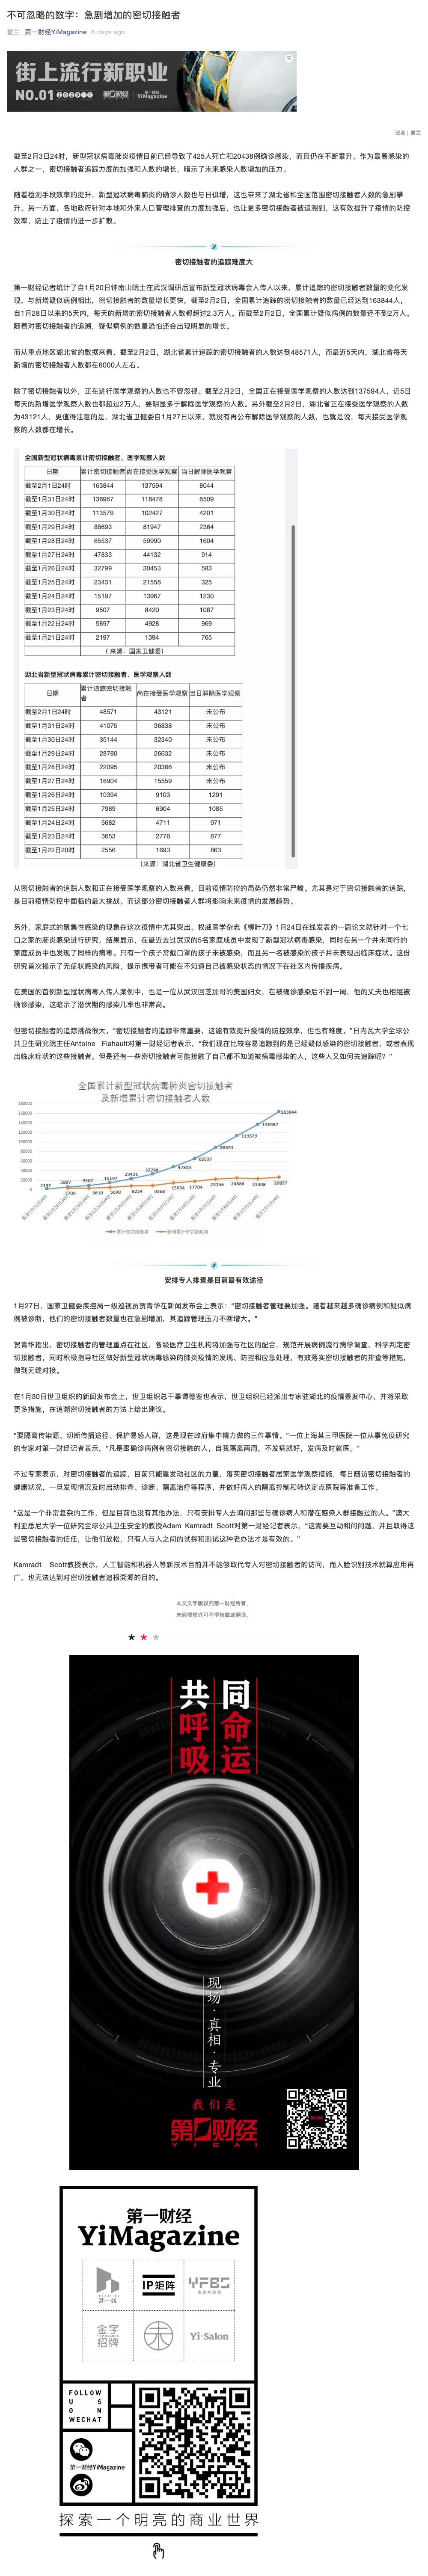 不可忽略的数字：急剧增加的密切接触者
童兰 第一财经YiMagazine 6 days ago
街上流行新职业
NO.01 2020-1 第一财经 YiMagazine
记者 | 童兰
截至2月3日24时，新型冠状病毒肺炎疫情目前已经导致了425人死亡和20438例确诊感染，而且仍在不断攀升。作为最易感染的
人群之一，密切接触者追踪力度的加强和人数的增长，暗示了未来感染人数增加的压力。
随着检测手段效率的提升，新型冠状病毒肺炎的确诊人数也与日俱增，这也带来了湖北省和全国范围密切接触者人数的急剧攀
升。另一方面，各地政府针对本地和外来人口管理排查的力度加强后，也让更多密切接触者被追溯到，这有效提升了疫情的防控
效率，防止了疫情的进一步扩散。
密切接触者的追踪难度大
第一财经记者统计了自1月20日钟南山院士在武汉调研后宣布新型冠状病毒会人传人以来，累计追踪的密切接触者数量的变化发
现，与新增疑似病例相比，密切接触者的数量增长更快，截至2月2日，全国累计追踪的密切接触者的数量已经达到163844人，
自1月28日以来的5天内，每天的新增的密切接触者人数都超过2.3万人。而截至2月2日，全国累计疑似病例的数量还不到2万人。
随着对密切接触者的追溯，疑似病例的数量恐怕还会出现明显的增长。
而从重点地区湖北省的数据来看，截至2月2日，湖北省累计追踪的密切接触者的人数达到48571人，而最近5天内，湖北省每天
新增的密切接触者人数都在6000人左右。
除了密切接触者以外，正在进行医学观察的人数也不容忽视。截至2月2日，全国正在接受医学观察的人数达到137594人，近5日
每天的新增医学观察人数也都超过2万人，要明显多于解除医学观察的人数。另外截至2月2日，湖北省正在接受医学观察的人数
为43121人，更值得注意的是，湖北省卫健委自1月27日以来，就没有再公布解除医学观察的人数，也就是说，每天接受医学观
察的人数都在增长。
全国新型冠状病毒累计密切接触者、医学观察人数
日期 累计密切接触者 尚在接受医学观察 当日解除医学观察
截至2月1日24时 163844 137594 8044
截至1月31日24时 136987 118478 6509
截至1月30日24时 113579 102427 4201
截至1月29日24时 88693 81947 2364
截至1月28日24时 65537 59990 1604
截至1月27日24时 47833 44132 914
截至1月26日24时 32799 30453 583
截至1月25日24时 23431 21556 325
截至1月24日24时 15197 13967 1230
截至1月23日24时 9507 8420 1087
截至1月22日24时 5897 4928 969
截至1月21日24时 2197 1394 765
（来源：国家卫健委）
湖北省新型冠状病毒累计密切接触者、医学观察人数
日期 累计追踪密切接触者 尚在接受医学观察 当日解除医学观察
截至2月1日24时 48571 43121 未公布
截至1月31日24时 41075 36838 未公布
截至1月30日24时 35144 32340 未公布
截至1月29日24时 28780 26632 未公布
截至1月28日24时 22095 20366 未公布
截至1月27日24时 16904 15559 未公布
截至1月26日24时 10394 9103 1291
截至1月25日24时 7989 6904 1085
截至1月24日24时 5682 4711 971
截至1月23日24时 3653 2776 877
截至1月22日20时 2556 1693 863
（来源：湖北省卫生健康委）
从密切接触者的追踪人数和正在接受医学观察的人数来看，目前疫情防控的局势仍然非常严峻。尤其是对于密切接触者的追踪，
是目前疫情防控中面临的最大挑战。而这部分密切接触者人群将影响未来疫情的发展趋势。
另外，家庭式的聚集性感染的现象在这次疫情中尤其突出。权威医学杂志《柳叶刀》1月24日在线发表的一篇论文就针对一个七
口之家的肺炎感染进行研究，结果显示，在最近去过武汉的5名家庭成员中发现了新型冠状病毒感染，同时在另一个并未同行的
家庭成员中也发现了同样的病毒。只有一个孩子常戴口罩的孩子未被感染，而且另一名被感染的孩子并未表现出临床症状。这份
研究首次揭示了无症状感染的风险，提示携带者可能在不知道自己被感染状态的情况下在社区内传播疾病。
在美国的首例新型冠状病毒人传人案例中，也是一位从武汉回芝加哥的美国妇女，在被确诊感染后不到一周，他的丈夫也相继被
确诊感染，这暗示了潜伏期的感染几率也非常高。
但密切接触者的追踪挑战很大。“密切接触者的追踪非常重要，这能有效提升疫情的防控效率，但也有难度。”日内瓦大学全球公
共卫生研究院主任Antoine Flahault对第一财经记者表示，“我们现在比较容易追踪到的是已经疑似感染的密切接触者，或者表现
出临床症状的这些接触者。但是还有一些密切接触者可能接触了自己都不知道被病毒感染的人，这些人又如何去追踪呢？”
全国累计新型冠状病毒肺炎密切接触者
及新增累计密切接触者人数
180000
160000
140000
120000
100000
80000
60000
40000
20000
0
2197 5897 9507 15197 23431 32799 47833 65537 88693 113579 136987 163844
3700 3610 5690 8234 9368 15034 17704 23156 24886 23408 26857
累计密切接触者 新增累计密切接触者
安排专人排查是目前最有效途径
1月27日，国家卫健委疾控局一级巡视员贺青华在新闻发布会上表示：“密切接触者管理要加强。随着越来越多确诊病例和疑似病
例被诊断，他们的密切接触者数量也在急剧增加，其追踪管理压力不断增大。”
贺青华指出，密切接触者的管理重点在社区，各级医疗卫生机构将加强与社区的配合，规范开展病例流行病学调查，科学判定密
切接触者，同时积极指导社区做好新型冠状病毒感染的肺炎疫情的发现、防控和应急处理，有效落实密切接触者的排查等措施，
做到无缝对接。
在1月30日世卫组织的新闻发布会上，世卫组织总干事谭德塞也表示，世卫组织已经派出专家驻湖北的疫情暴发中心，并将采取
更多措施，在追溯密切接触者的方法上给出建议。
“要隔离传染源、切断传播途径、保护易感人群，这是现在政府集中精力做的三件事情。”一位上海某三甲医院一位从事免疫研究
的专家对第一财经记者表示，“凡是跟确诊病例有密切接触的人，自我隔离两周，不发病就好，发病及时就医。”
不过专家表示，对密切接触者的追踪，目前只能靠发动社区的力量，落实密切接触者居家医学观察措施，每日随访密切接触者的
健康状况，一旦发现情况及时启动排查、诊断、隔离治疗等程序，并做好病人的隔离控制和转送定点医院等准备工作。
“这是一个非常复杂的工作，但是目前也没有其他办法，只有安排专人去询问那些与确诊病人和潜在感染人群接触过的人。”澳大
利亚悉尼大学一位研究全球公共卫生安全的教授Adam Kamradt Scott对第一财经记者表示，“这需要互动和问问题，并且取得这
些密切接触者的信任，让他们放松，只有人与人之间的试探和测试这种老办法才是有效的。”
Kamradt Scott教授表示，人工智能和机器人等新技术目前并不能够取代专人对密切接触者的访问，而人脸识别技术就算应用再
广，也无法达到对密切接触者追根溯源的目的。
本文文字版权归第一财经所有，
未经授权许可不得转载或翻译。
★ ★ ★
共同
呼吸
命运
现场·真相·专业
我们是
第一财经
YICAI
第一财经
YiMagazine
新一线
IP矩阵
YFBS
金字招牌
未
Yi·Salon
FOLLOW
US
ON
WECHAT
第一财经YiMagazine
探索一个明亮的商业世界